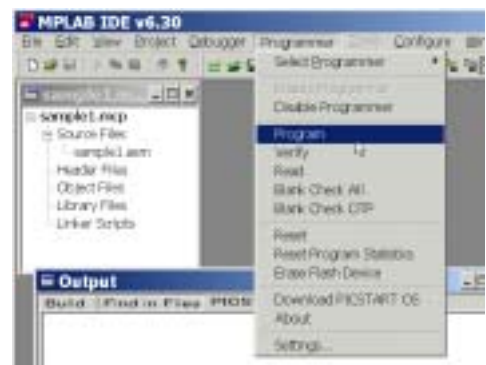 MPLAB IDE v6.30
File Edit View Project Debugger Programmer Configure
Select Programmer
Enable Programmer
Disable Programmer
Program
Verify
Read
Blank Check All
Blank Check OTP
Reset
Reset Program Statistics
Erase Flash Device
Download PICSTART OS
About
Settings...
sample1.mcp
Source Files
sample1.asm
Header Files
Object Files
Library Files
Linker Scripts
Output
Build Find in Files